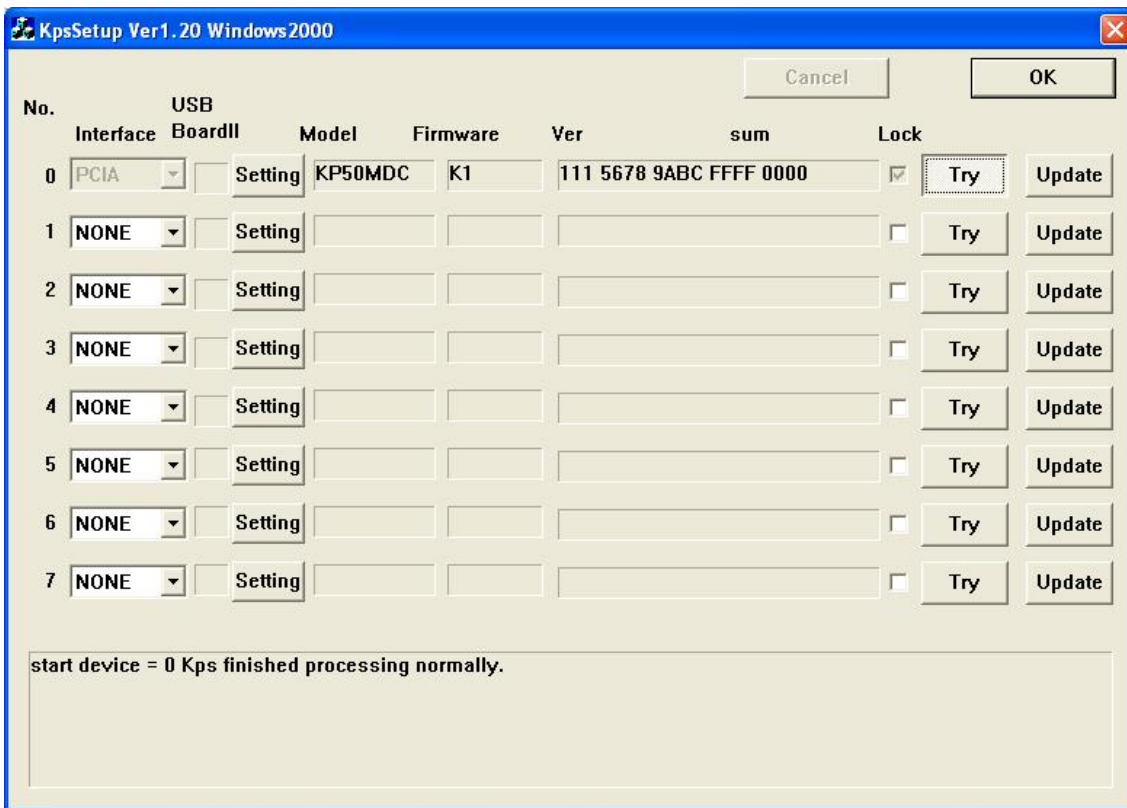 KpsSetup Ver1.20 Windows2000
Cancel OK
No. Interface USB BoardII Model Firmware Ver sum Lock
0 PCIA Setting KP50MDC K1 111 5678 9ABC FFFF 0000 Try Update
1 NONE Setting Try Update
2 NONE Setting Try Update
3 NONE Setting Try Update
4 NONE Setting Try Update
5 NONE Setting Try Update
6 NONE Setting Try Update
7 NONE Setting Try Update
start device = 0 Kps finished processing normally.